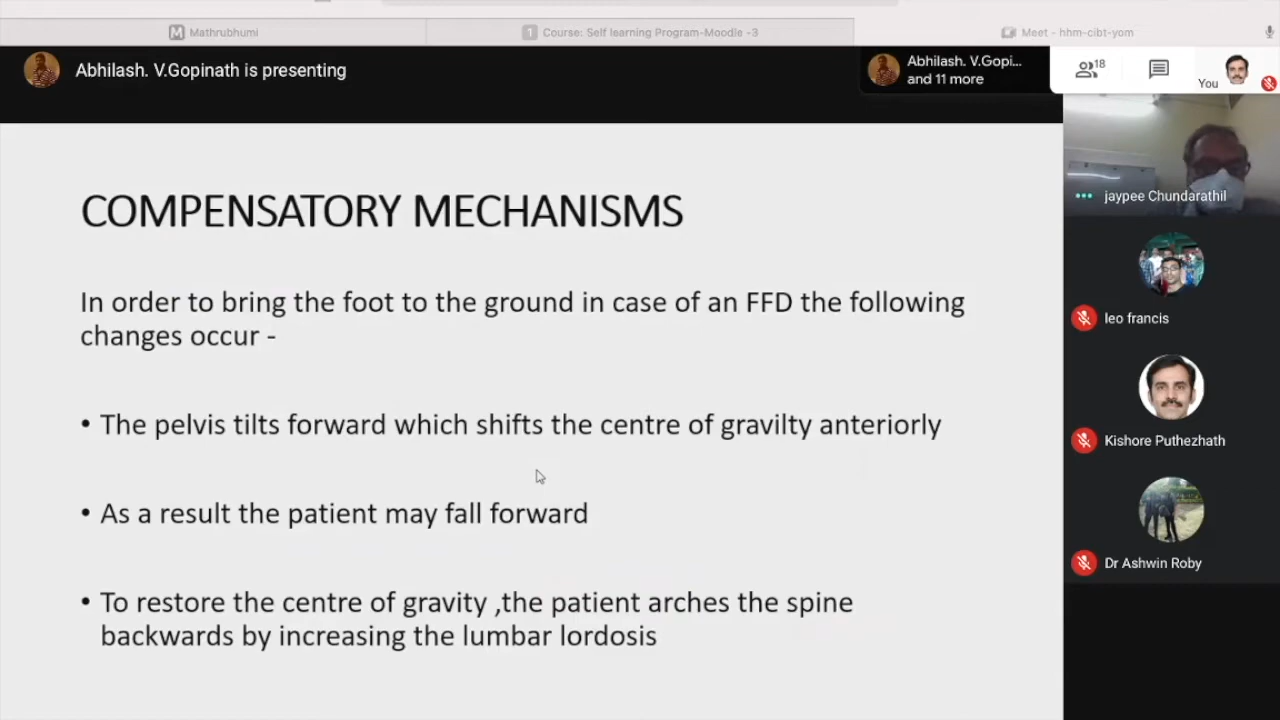 Mathrubhumi
1 Course: Self learning Program-Moodle -3
Meet - hhm-cibt-yom
Abhilash. V.Gopinath is presenting
Abhilash. V.Gopi...
and 11 more
18
You
COMPENSATORY MECHANISMS
In order to bring the foot to the ground in case of an FFD the following
changes occur -
• The pelvis tilts forward which shifts the centre of gravilty anteriorly
• As a result the patient may fall forward
• To restore the centre of gravity ,the patient arches the spine
backwards by increasing the lumbar lordosis
jaypee Chundarathil
leo francis
Kishore Puthezhath
Dr Ashwin Roby